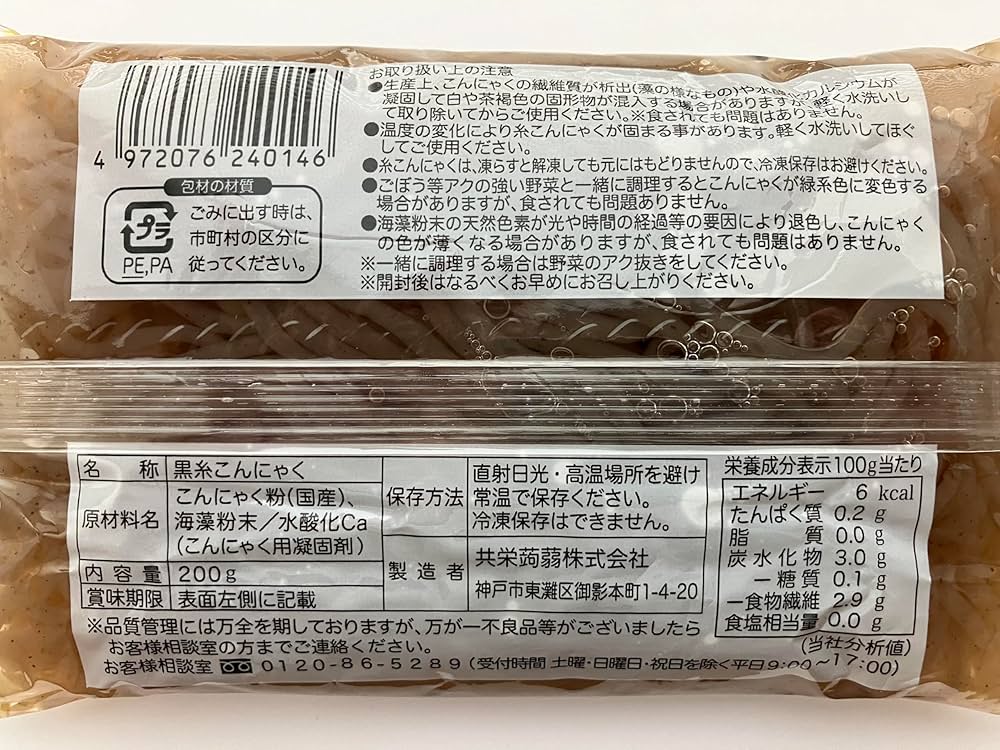 お取り扱い上の注意
●生産上、こんにゃくの繊維質が析出(藻の様なもの)や水酸化カルシウムが
凝固して白や茶褐色の固形物が混入する場合がありますが、軽く水洗いし
て取り除いてからご使用ください。※食されても問題はありません。
●温度の変化により糸こんにゃくが固まる事があります。軽く水洗いしてほぐ
してご使用ください。
●糸こんにゃくは、凍らすと解凍しても元にはもどりませんので、冷凍保存はお避けください。
●ごぼう等アクの強い野菜と一緒に調理するとこんにゃくが緑系色に変色する
場合がありますが、食されても問題ありません。
●海藻粉末の天然色素が光や時間の経過等の要因により退色し、こんにゃく
の色が薄くなる場合がありますが、食されても問題はありません。
※一緒に調理する場合は野菜のアク抜きをしてください。
※開封後はなるべくお早めにお召し上がりください。
4 972076 240146
包材の材質
プラ
PE,PA
ごみに出す時は、
市町村の区分に
従ってください。
名 称 黒糸こんにゃく
原材料名 こんにゃく粉(国産)、
海藻粉末/水酸化Ca
(こんにゃく用凝固剤)
内容量 200g
賞味期限 表面左側に記載
保存方法 直射日光・高温場所を避け
常温で保存ください。
冷凍保存はできません。
製造者 共栄蒟蒻株式会社
神戸市東灘区御影本町1-4-20
栄養成分表示100g当たり
エネルギー 6 kcal
たんぱく質 0.2 g
脂質 0.0 g
炭水化物 3.0 g
ー糖質 0.1 g
ー食物繊維 2.9 g
食塩相当量 0.0 g
(当社分析値)
※品質管理には万全を期しておりますが、万が一不良品等がございましたら
お客様相談室の方までご連絡ください。
お客様相談室 0120-86-5289(受付時間 土曜・日曜日・祝日を除く平日9:00~17:00)